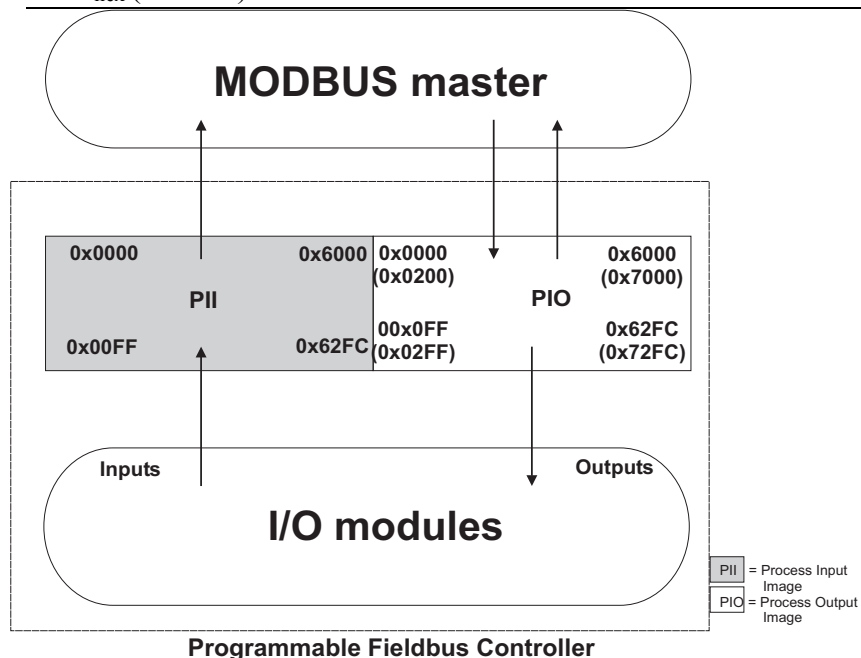 MODBUS master
0x0000 0x6000 0x0000 0x6000
(0x0200) (0x7000)
PII PIO
00x0FF 0x62FC
0x00FF 0x62FC (0x02FF) (0x72FC)
Inputs Outputs
I/O modules
PII = Process Input
Image
PIO = Process Output
Image
Programmable Fieldbus Controller